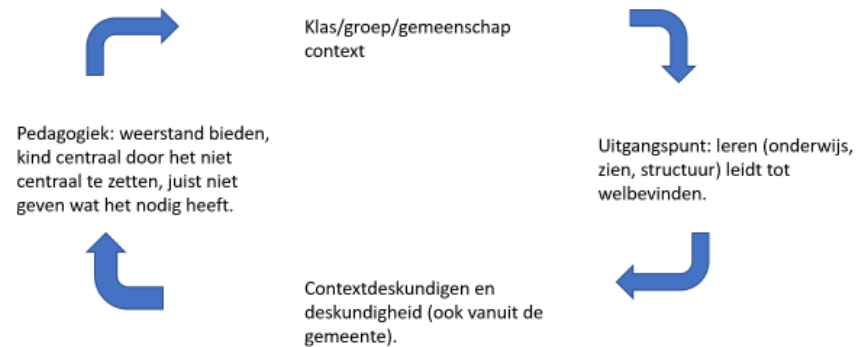 Klas/groep/gemeenschap
context
Pedagogiek: weerstand bieden,
kind centraal door het niet
centraal te zetten, juist niet
geven wat het nodig heeft.
Uitgangspunt: leren (onderwijs,
zien, structuur) leidt tot
welbevinden.
Contextdeskundigen en
deskundigheid (ook vanuit de
gemeente).